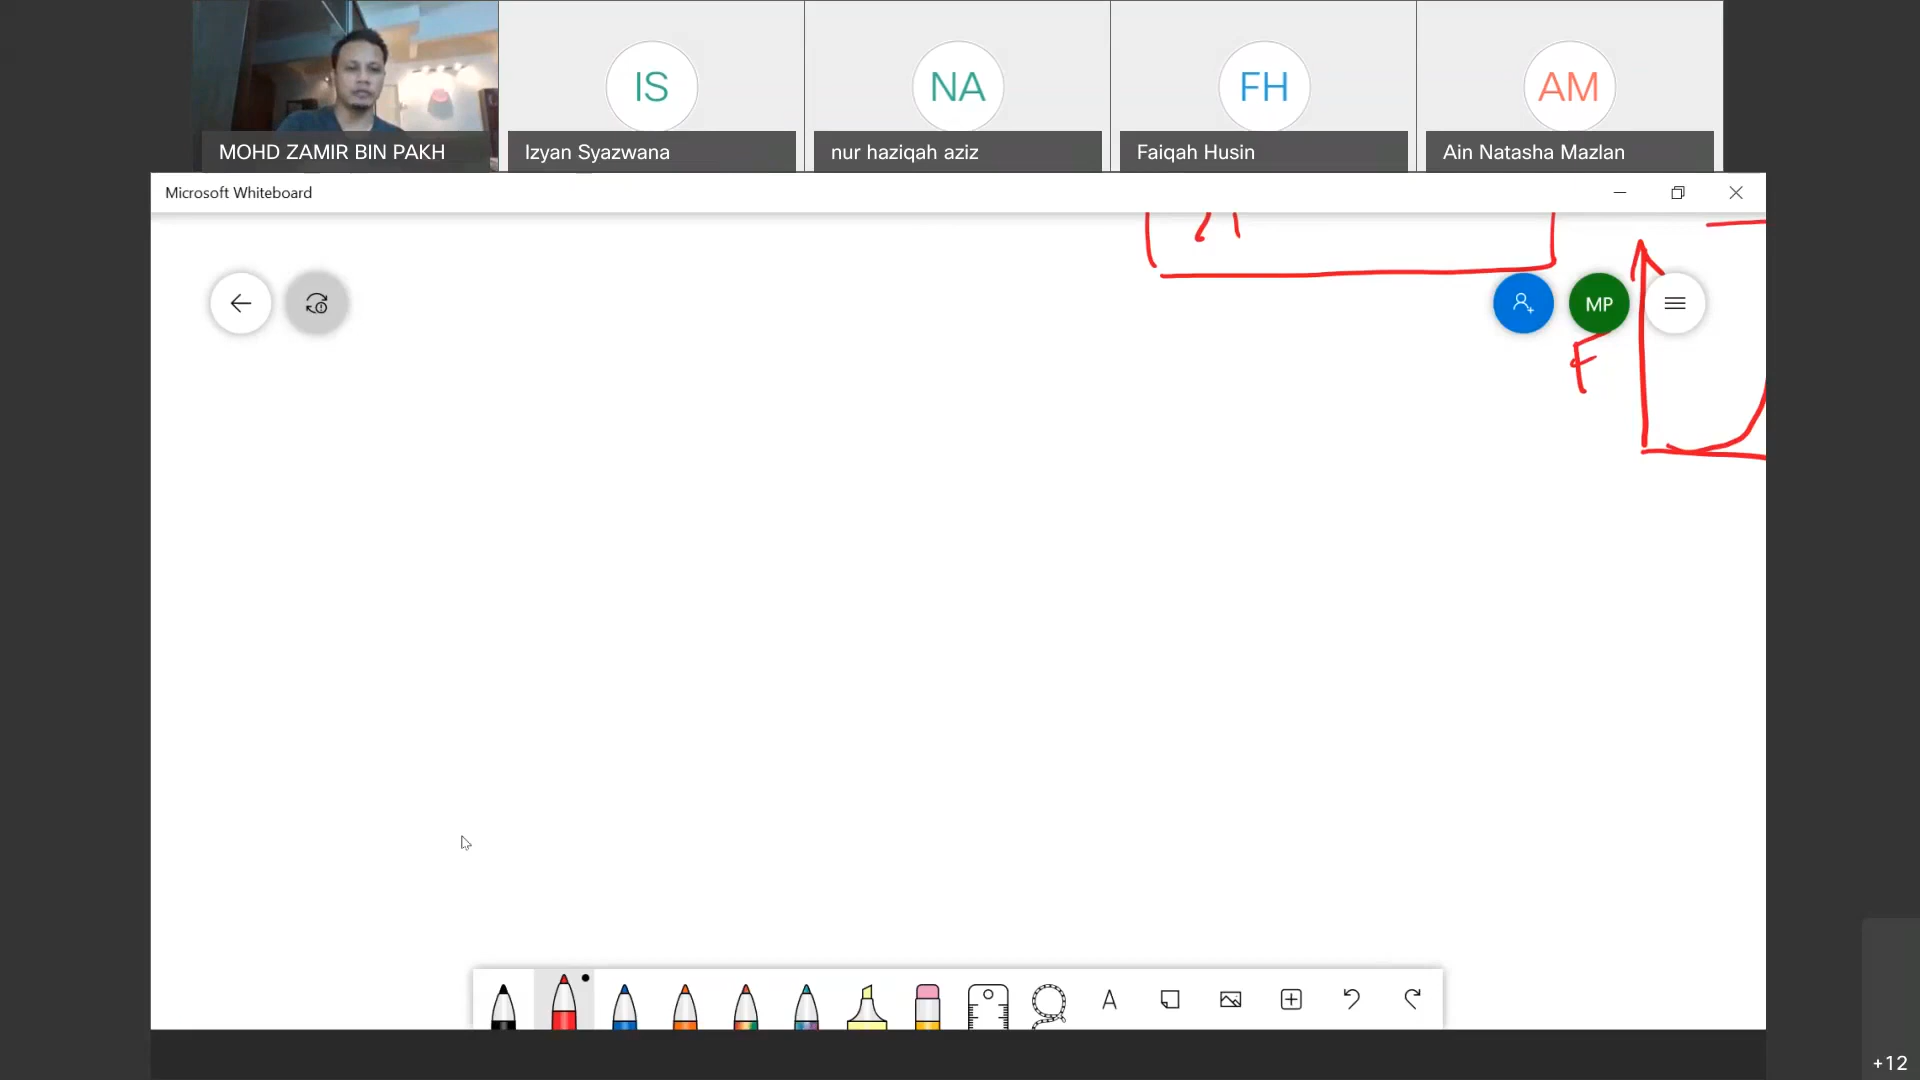 IS
NA
FH
AM
MOHD ZAMIR BIN PAKH
Izyan Syazwana
nur haziqah aziz
Faiqah Husin
Ain Natasha Mazlan
Microsoft Whiteboard
MP
F
+12